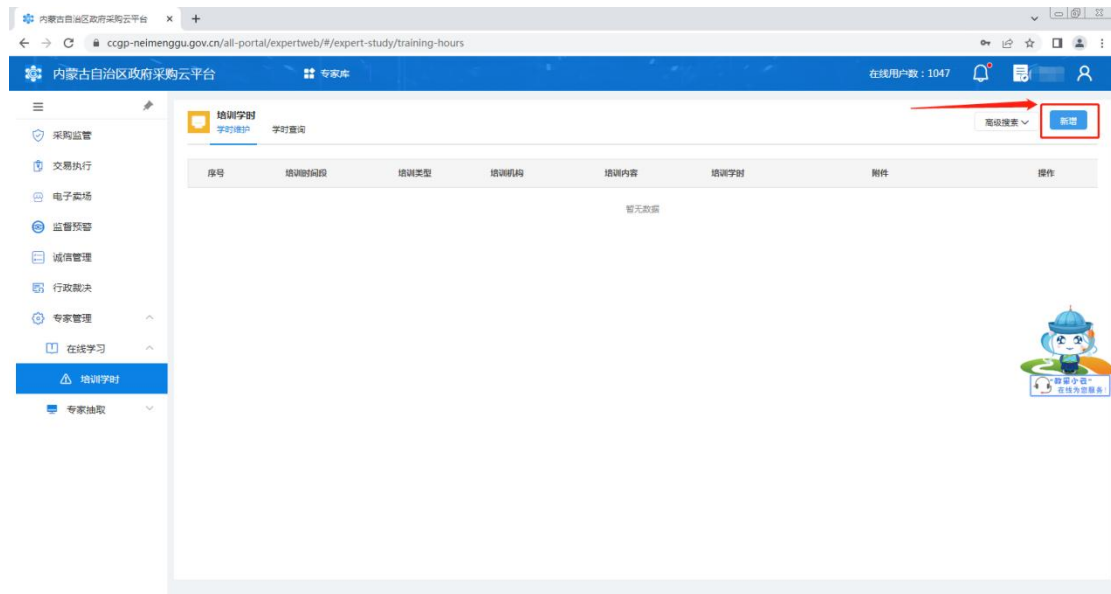 内蒙古自治区政府采购云平台
ccgp-neimenggu.gov.cn/all-portal/expertweb/#/expert-study/training-hours
内蒙古自治区政府采购云平台 专家库 在线用户数：1047
采购监管
交易执行
电子卖场
监督预警
诚信管理
行政裁决
专家管理
在线学习
培训学时
专家抽取
培训学时
学时维护 学时查询
高级搜索 新增
序号 培训时间段 培训类型 培训机构 培训内容 培训学时 附件 操作
暂无数据
在线为您服务！